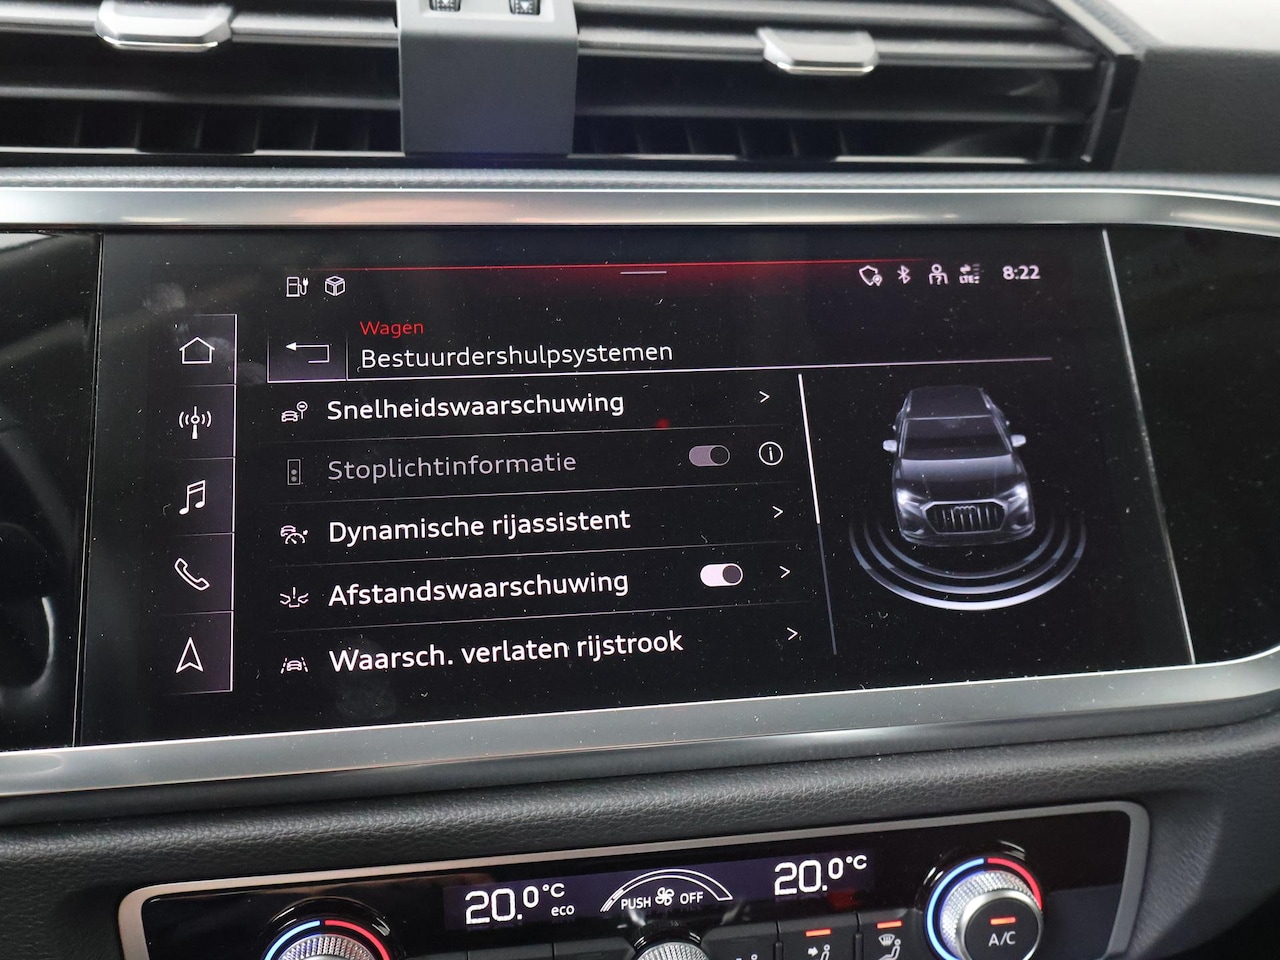 LTE 8:22
Wagen
Bestuurdershulpsystemen
Snelheidswaarschuwing
Stoplichtinformatie
Dynamische rijassistent
Afstandswaarschuwing
Waarsch. verlaten rijstrook
20.0°C eco
PUSH OFF
20.0°C
A/C